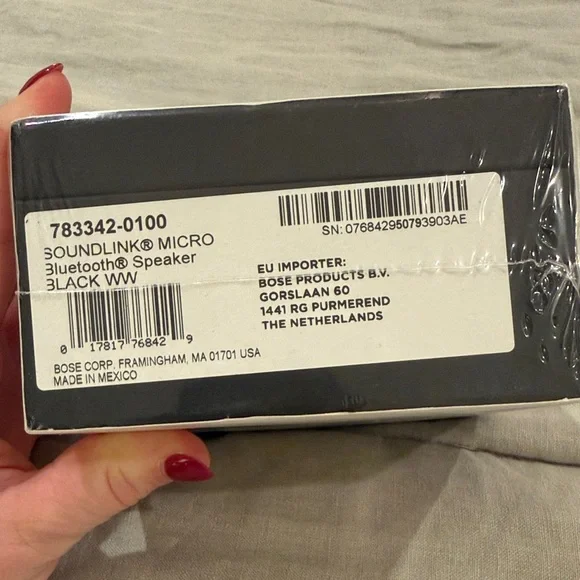 783342-0100
SOUNDLINK® MICRO
Bluetooth® Speaker
BLACK WW
0 17817 76842 9
BOSE CORP, FRAMINGHAM, MA 01701 USA
MADE IN MEXICO
SN: 076842950793903AE
EU IMPORTER:
BOSE PRODUCTS B.V.
GORSLAAN 60
1441 RG PURMEREND
THE NETHERLANDS